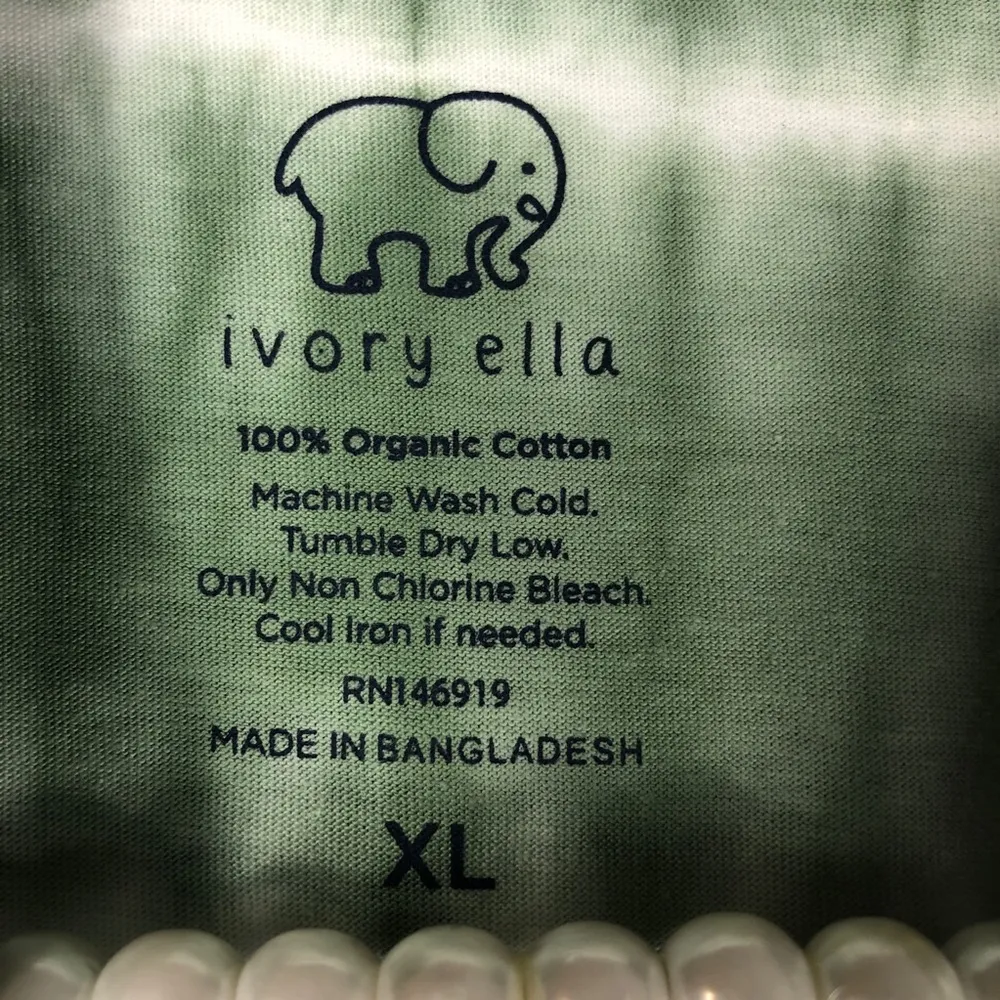 ivory ella
100% Organic Cotton
Machine Wash Cold.
Tumble Dry Low.
Only Non Chlorine Bleach.
Cool Iron if needed.
RN146919
MADE IN BANGLADESH
XL